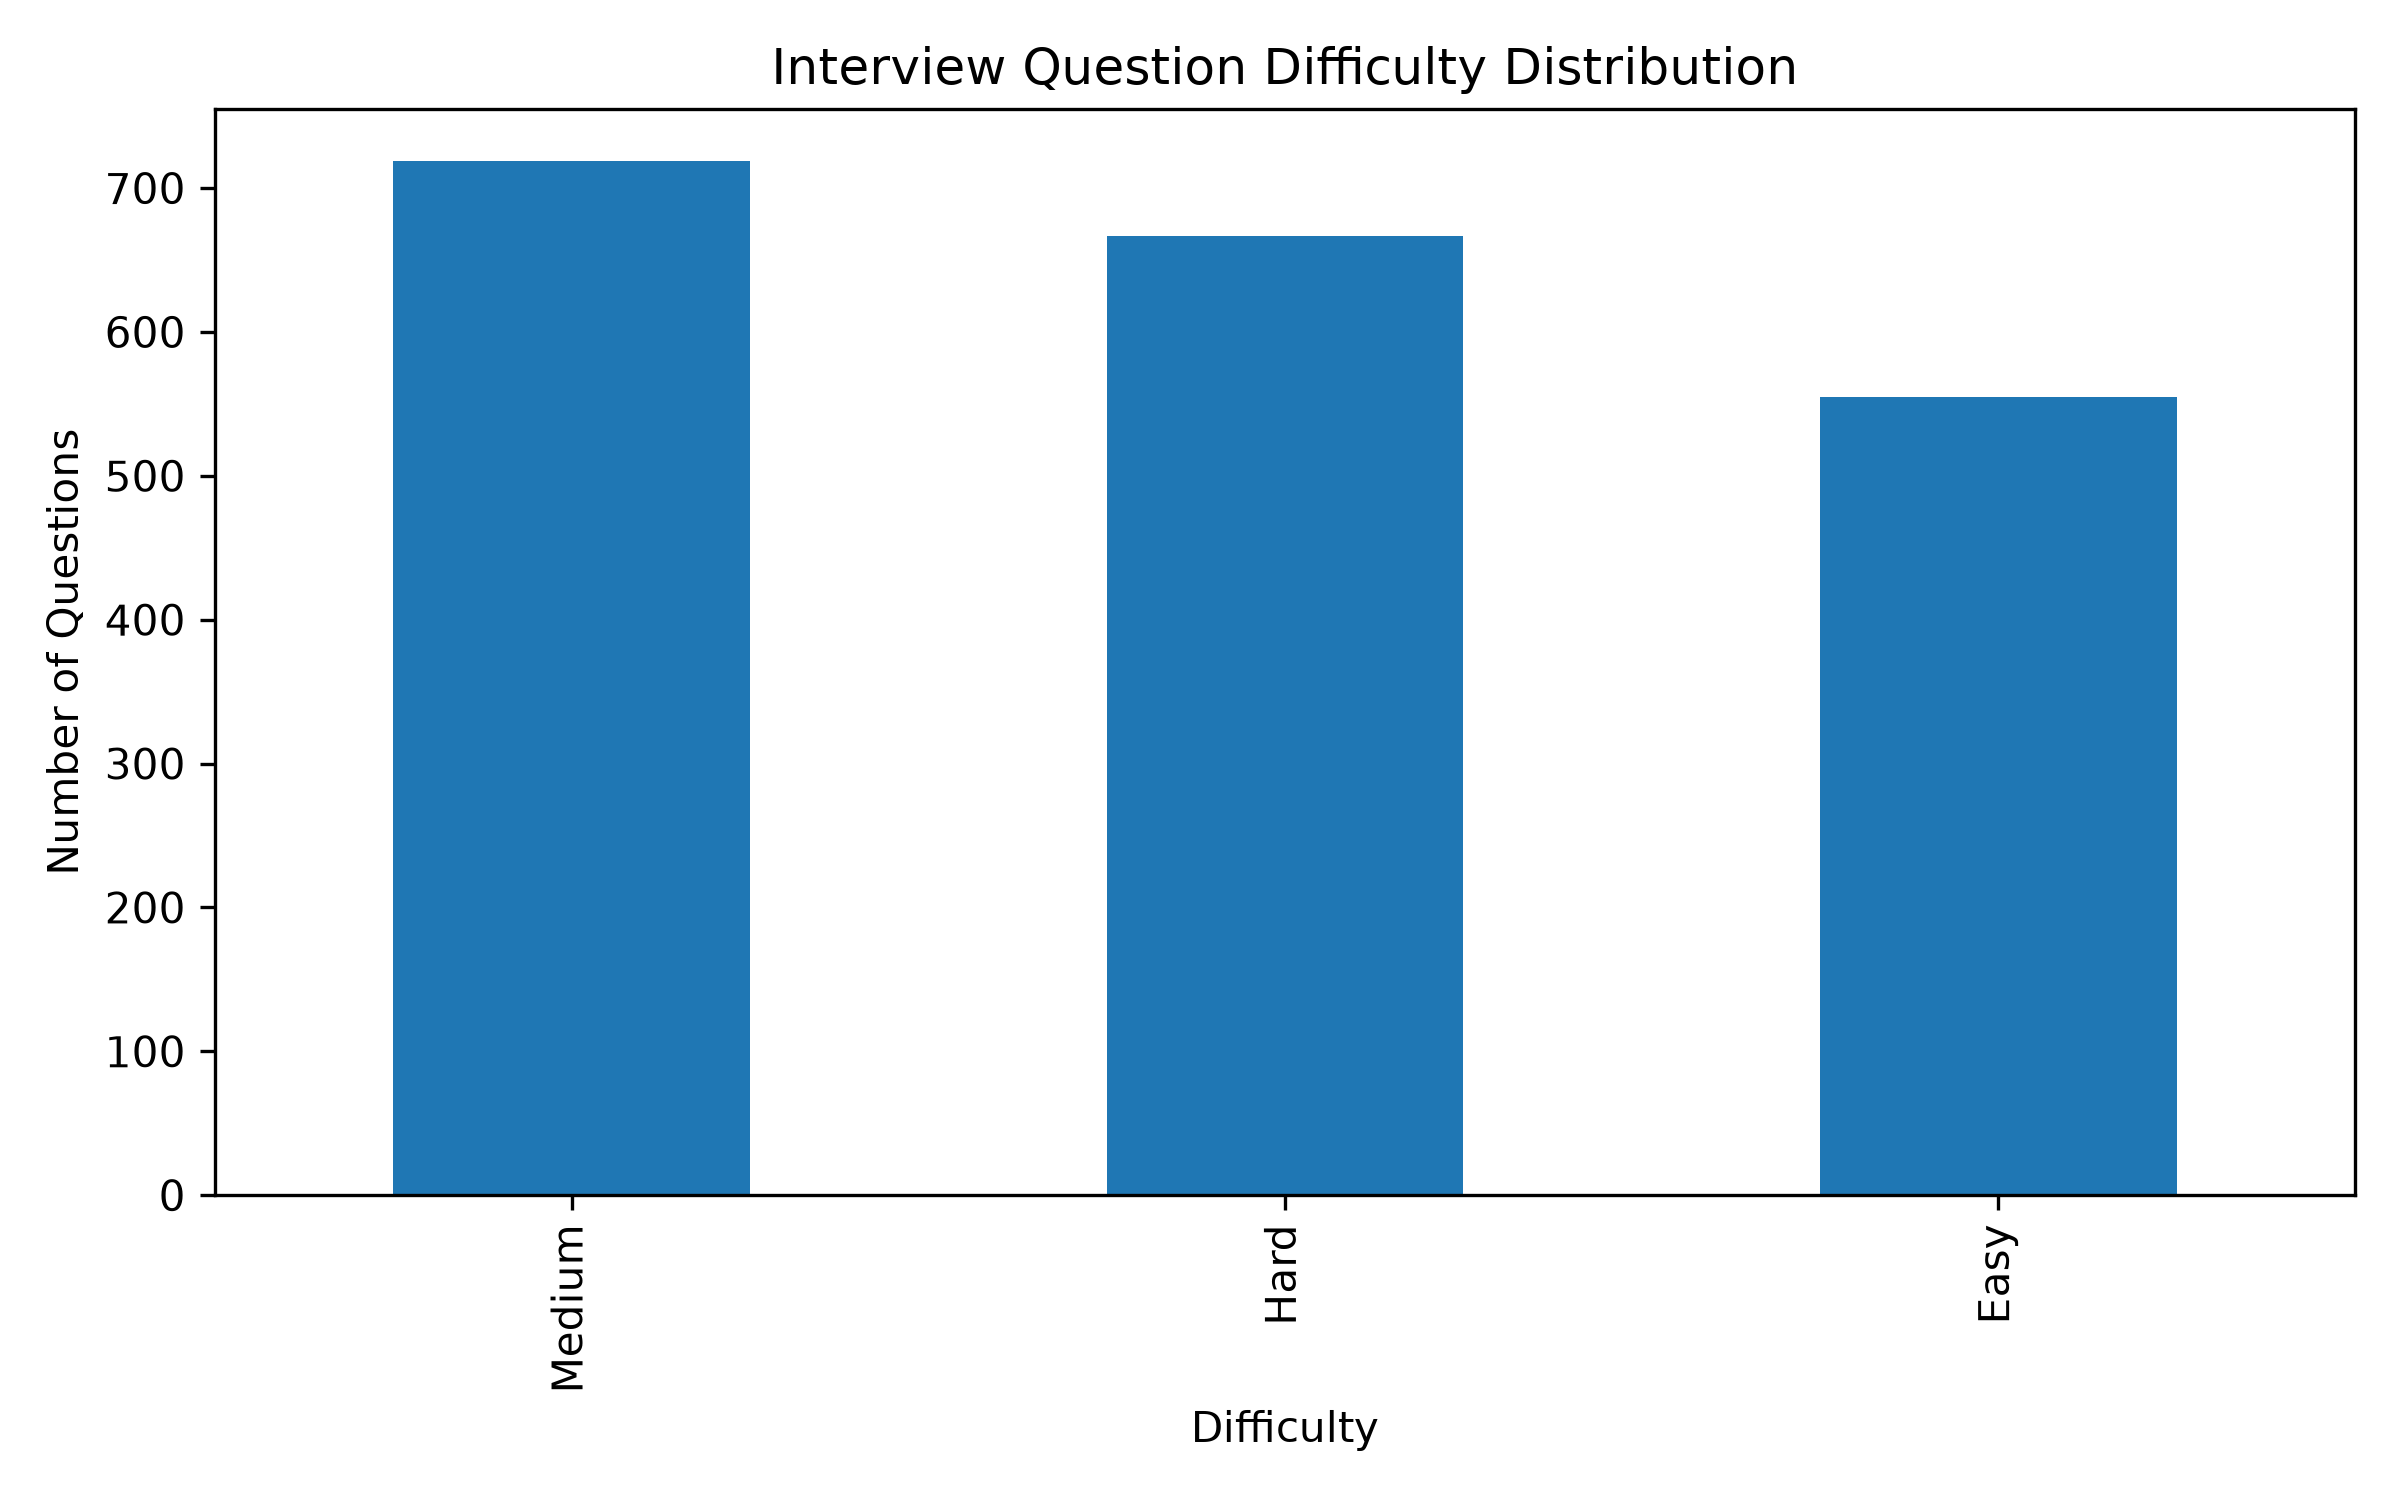 Interview Question Difficulty Distribution
Number of Questions
700
600
500
400
300
200
100
0
Medium
Hard
Easy
Difficulty